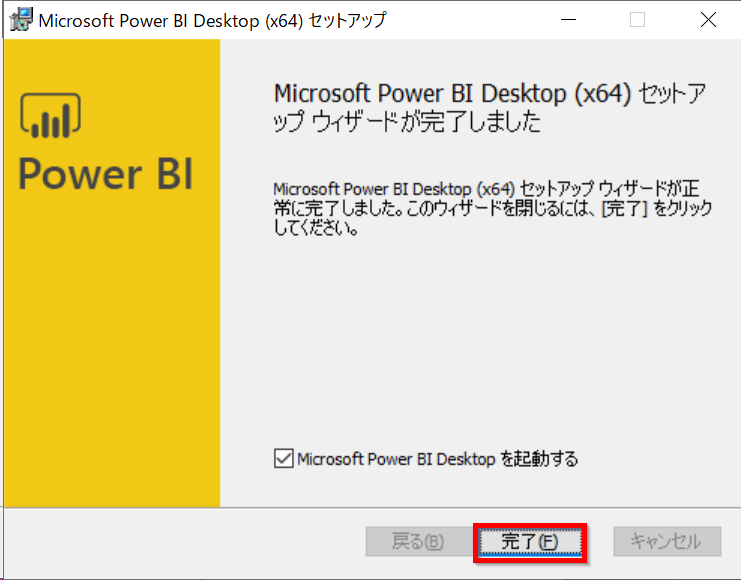 Microsoft Power BI Desktop (x64) セットアップ
Power BI
Microsoft Power BI Desktop (x64) セットア
ップ ウィザードが完了しました
Microsoft Power BI Desktop (x64) セットアップ ウィザードが正
常に完了しました。このウィザードを閉じるには、[完了] をクリック
してください。
Microsoft Power BI Desktop を起動する
戻る(B)
完了(F)
キャンセル